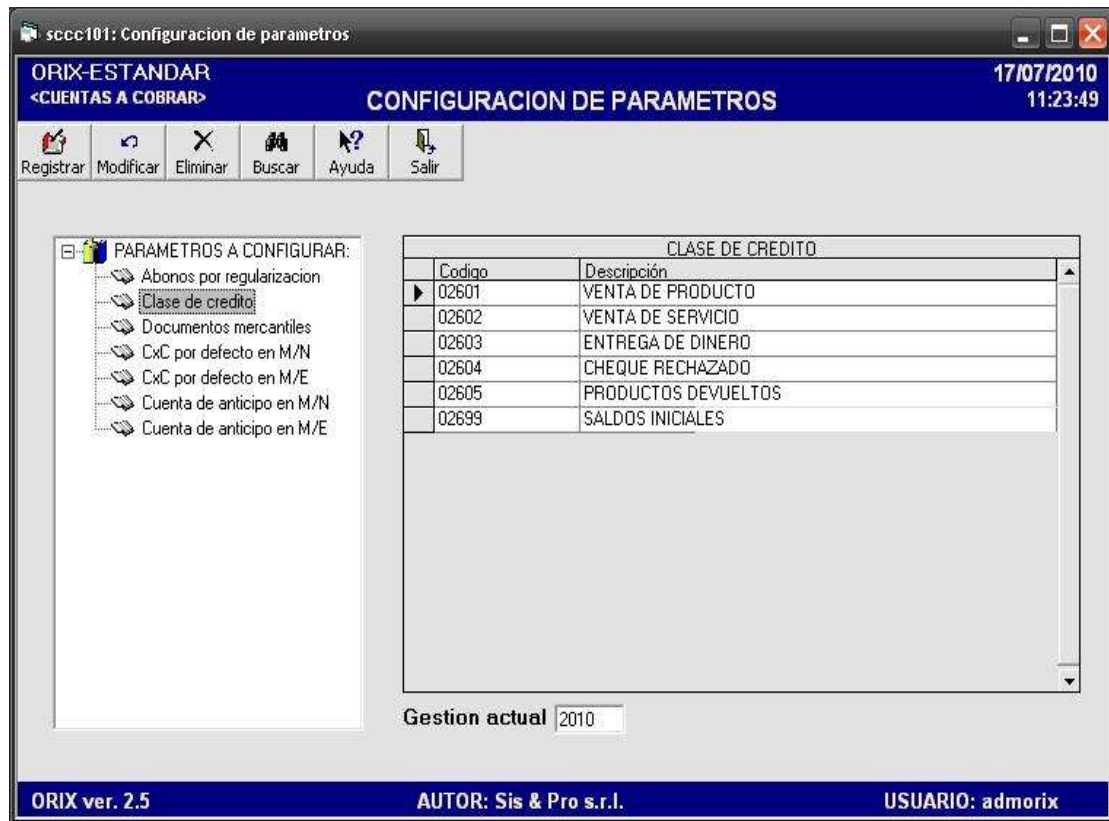 sccc101: Configuracion de parametros
ORIX-ESTANDAR
17/07/2010
<CUENTAS A COBRAR>
CONFIGURACION DE PARAMETROS
11:23:49
Registrar Modificar Eliminar Buscar Ayuda Salir
PARAMETROS A CONFIGURAR:
Abonos por regularizacion
Clase de credito
Documentos mercantiles
CxC por defecto en M/N
CxC por defecto en M/E
Cuenta de anticipo en M/N
Cuenta de anticipo en M/E
CLASE DE CREDITO
Codigo Descripción
02601 VENTA DE PRODUCTO
02602 VENTA DE SERVICIO
02603 ENTREGA DE DINERO
02604 CHEQUE RECHAZADO
02605 PRODUCTOS DEVUELTOS
02699 SALDOS INICIALES
Gestion actual 2010
ORIX ver. 2.5 AUTOR: Sis & Pro s.r.l. USUARIO: admorix